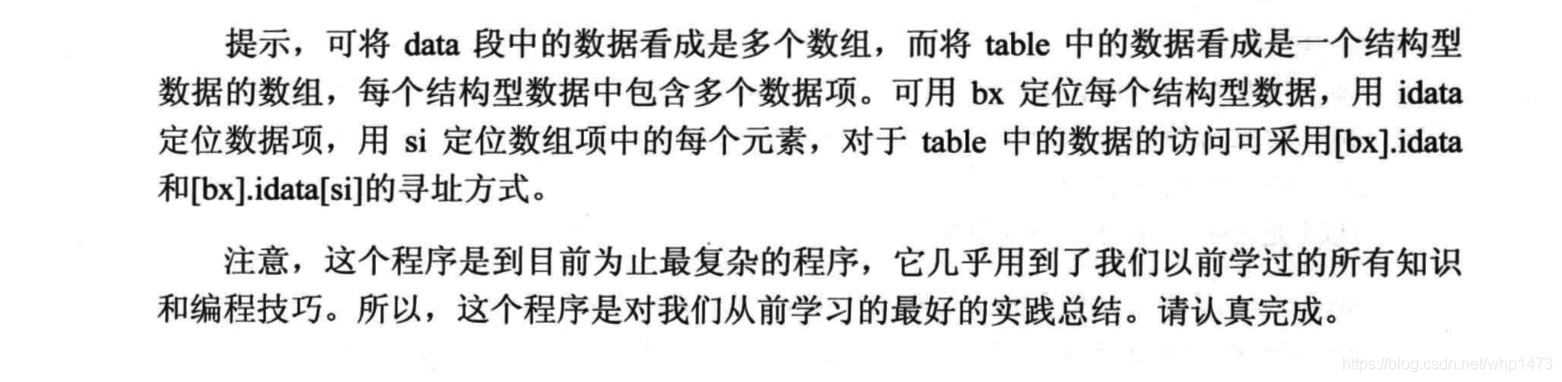 提示，可将 data 段中的数据看成是多个数组，而将 table 中的数据看成是一个结构型
数据的数组，每个结构型数据中包含多个数据项。可用 bx 定位每个结构型数据，用 idata
定位数据项，用 si 定位数组项中的每个元素，对于 table 中的数据的访问可采用[bx].idata
和[bx].idata[si]的寻址方式。
注意，这个程序是到目前为止最复杂的程序，它几乎用到了我们以前学过的所有知识
和编程技巧。所以，这个程序是对我们从前学习的最好的实践总结。请认真完成。
https://blog.csdn.net/whp1473